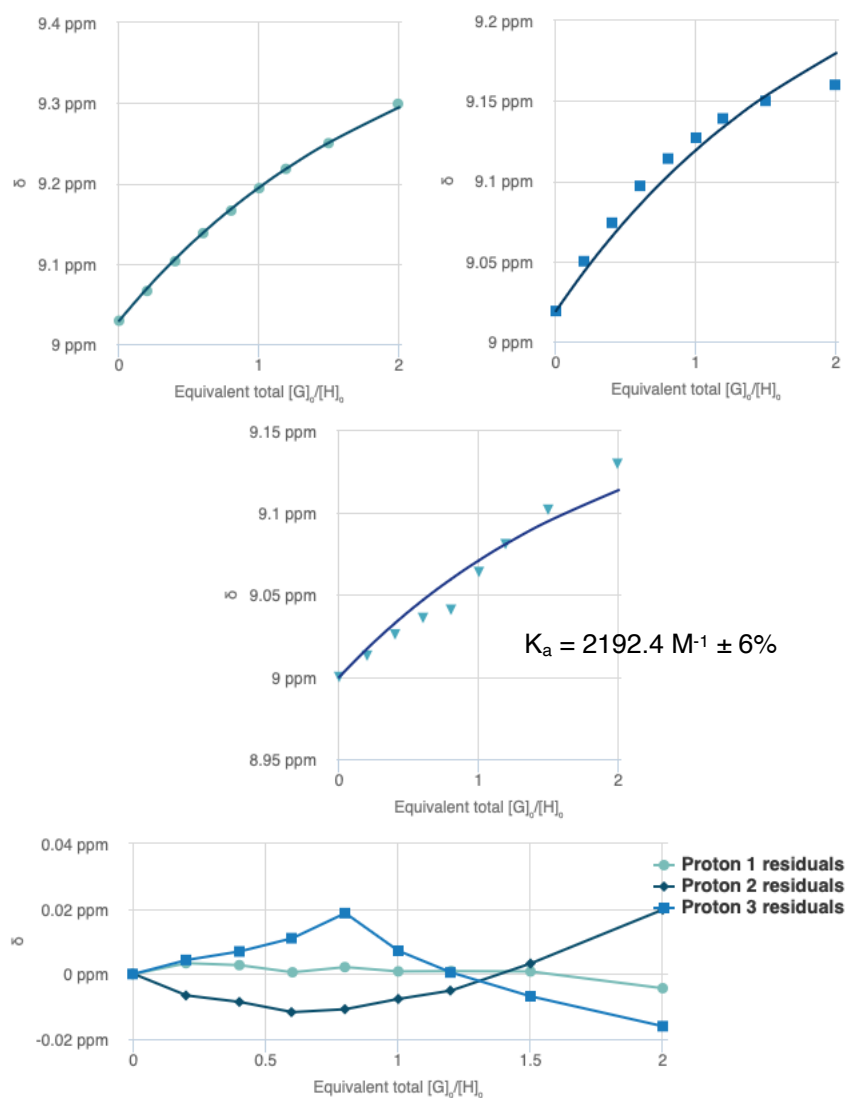 9.4 ppm
9.3 ppm
9.2 ppm
9.1 ppm
9 ppm
δ
0
1
2
Equivalent total [G]₀/[H]₀
9.2 ppm
9.15 ppm
9.1 ppm
9.05 ppm
9 ppm
δ
0
1
2
Equivalent total [G]₀/[H]₀
9.15 ppm
9.1 ppm
9.05 ppm
9 ppm
8.95 ppm
δ
0
1
2
Equivalent total [G]₀/[H]₀
Kₐ = 2192.4 M⁻¹ ± 6%
0.04 ppm
0.02 ppm
0 ppm
-0.02 ppm
δ
0
0.5
1
1.5
2
Equivalent total [G]₀/[H]₀
Proton 1 residuals
Proton 2 residuals
Proton 3 residuals